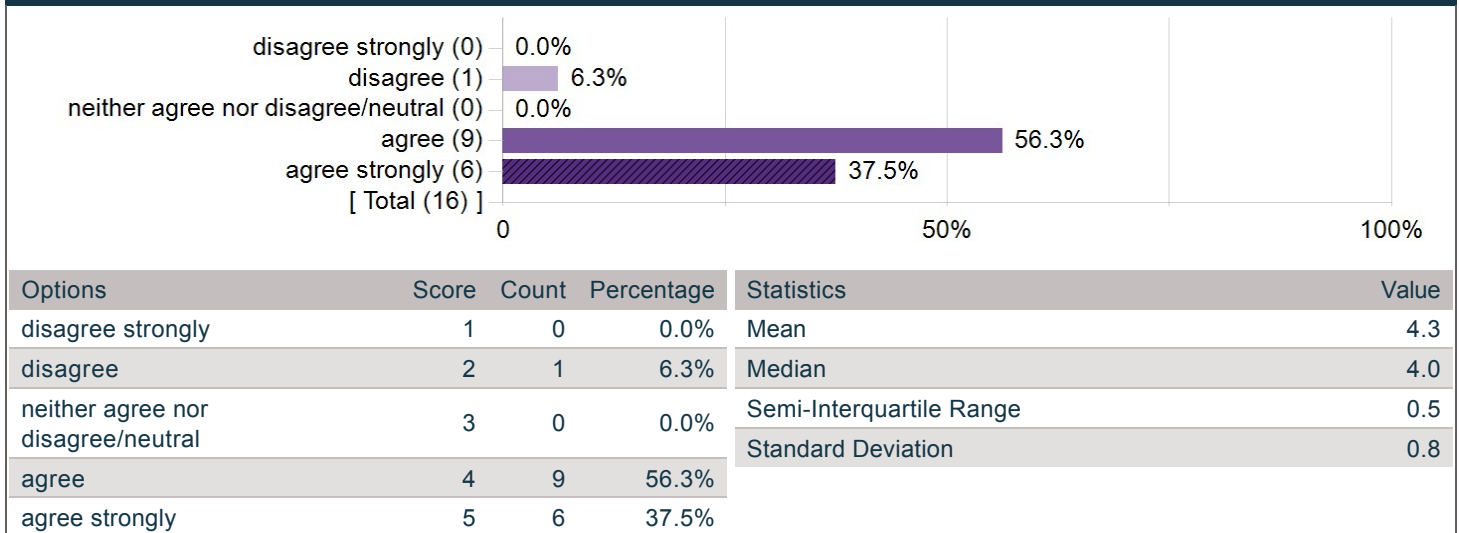 disagree strongly (0) 0.0%
disagree (1) 6.3%
neither agree nor disagree/neutral (0) 0.0%
agree (9) 56.3%
agree strongly (6) 37.5%
[ Total (16) ]
0 50% 100%
Options Score Count Percentage
disagree strongly 1 0 0.0%
disagree 2 1 6.3%
neither agree nor
disagree/neutral 3 0 0.0%
agree 4 9 56.3%
agree strongly 5 6 37.5%
Statistics Value
Mean 4.3
Median 4.0
Semi-Interquartile Range 0.5
Standard Deviation 0.8